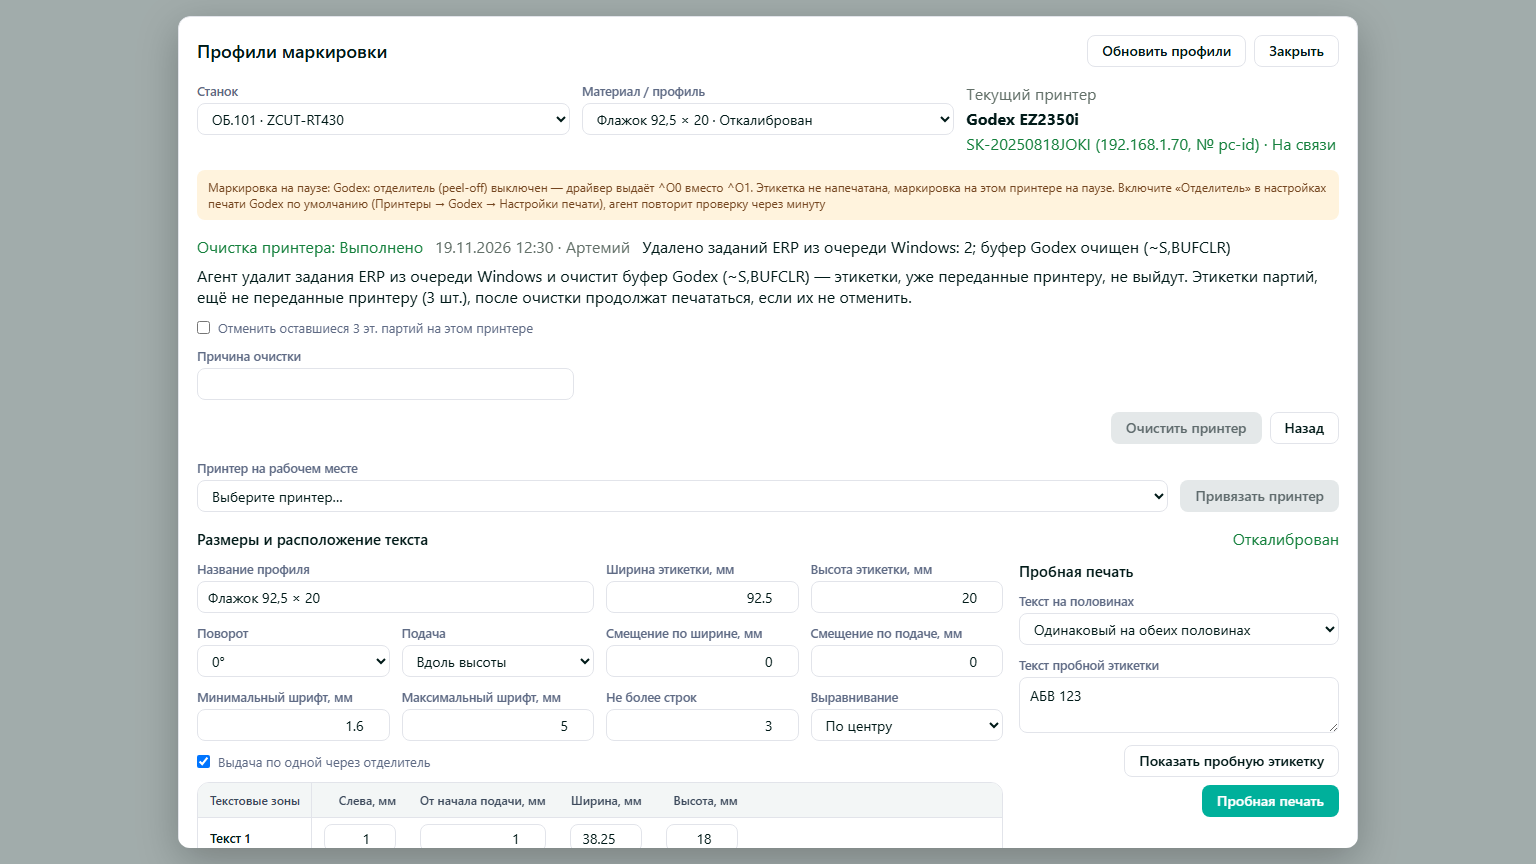 Профили маркировки
Обновить профили
Закрыть
Станок
Материал / профиль
Текущий принтер
ОБ.101 · ZCUT-RT430
Флажок 92,5 × 20 · Откалиброван
Godex EZ2350i
SK-20250818JOKI (192.168.1.70, № pc-id) · На связи
Маркировка на паузе: Godex: отделитель (peel-off) выключен — драйвер выдаёт ^O0 вместо ^O1. Этикетка не напечатана, маркировка на этом принтере на паузе. Включите «Отделитель» в настройках
печати Godex по умолчанию (Принтеры → Godex → Настройки печати), агент повторит проверку через минуту
Очистка принтера: Выполнено 19.11.2026 12:30 · Артемий Удалено заданий ERP из очереди Windows: 2; буфер Godex очищен (~S,BUFCLR)
Агент удалит задания ERP из очереди Windows и очистит буфер Godex (~S,BUFCLR) — этикетки, уже переданные принтеру, не выйдут. Этикетки партий,
ещё не переданные принтеру (3 шт.), после очистки продолжат печататься, если их не отменить.
Отменить оставшиеся 3 эт. партий на этом принтере
Причина очистки
Очистить принтер
Назад
Принтер на рабочем месте
Выберите принтер...
Привязать принтер
Размеры и расположение текста
Откалиброван
Название профиля
Ширина этикетки, мм
Высота этикетки, мм
Флажок 92,5 × 20
92.5
20
Поворот
Подача
Смещение по ширине, мм
Смещение по подаче, мм
0°
Вдоль высоты
0
0
Минимальный шрифт, мм
Максимальный шрифт, мм
Не более строк
Выравнивание
1.6
5
3
По центру
Выдача по одной через отделитель
Текстовые зоны
Слева, мм
От начала подачи, мм
Ширина, мм
Высота, мм
Текст 1
1
1
38.25
18
Пробная печать
Текст на половинах
Одинаковый на обеих половинах
Текст пробной этикетки
АБВ 123
Показать пробную этикетку
Пробная печать